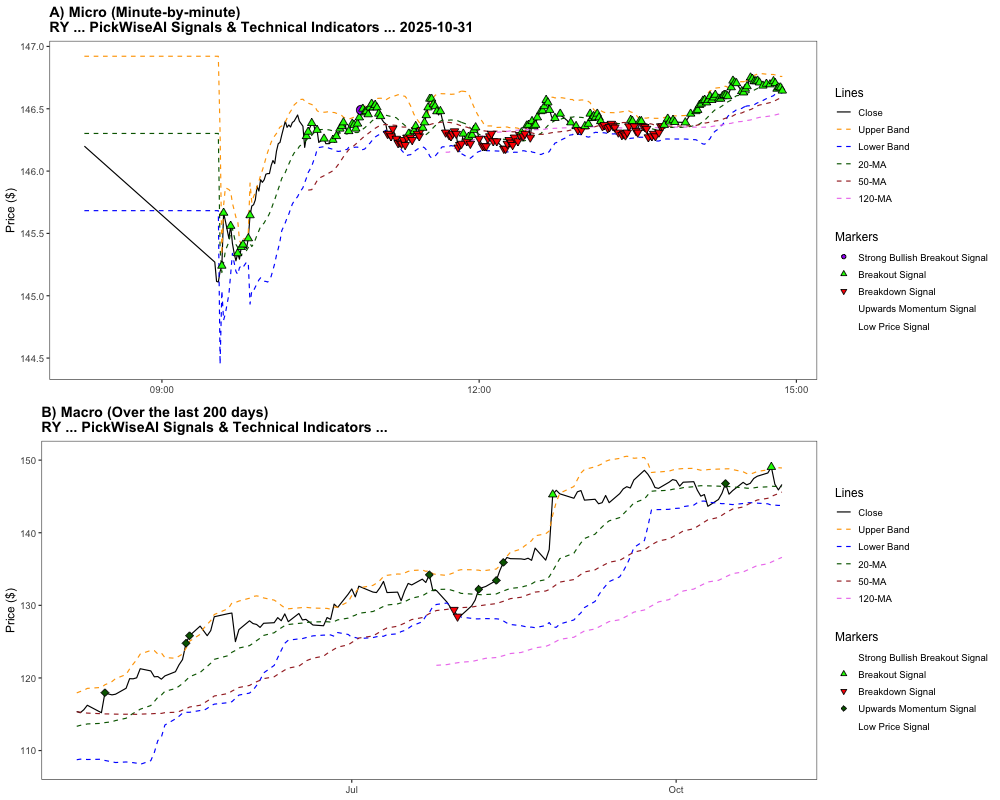 A) Micro (Minute-by-minute)
RY ... PickWiseAI Signals & Technical Indicators ... 2025-10-31
147.0
146.5
146.0
145.5
145.0
144.5
Price ($)
09:00
12:00
15:00
Lines
Close
Upper Band
Lower Band
20-MA
50-MA
120-MA
Markers
Strong Bullish Breakout Signal
Breakout Signal
Breakdown Signal
Upwards Momentum Signal
Low Price Signal
B) Macro (Over the last 200 days)
RY ... PickWiseAI Signals & Technical Indicators ...
150
140
130
120
110
Price ($)
Jul
Oct
Lines
Close
Upper Band
Lower Band
20-MA
50-MA
120-MA
Markers
Strong Bullish Breakout Signal
Breakout Signal
Breakdown Signal
Upwards Momentum Signal
Low Price Signal